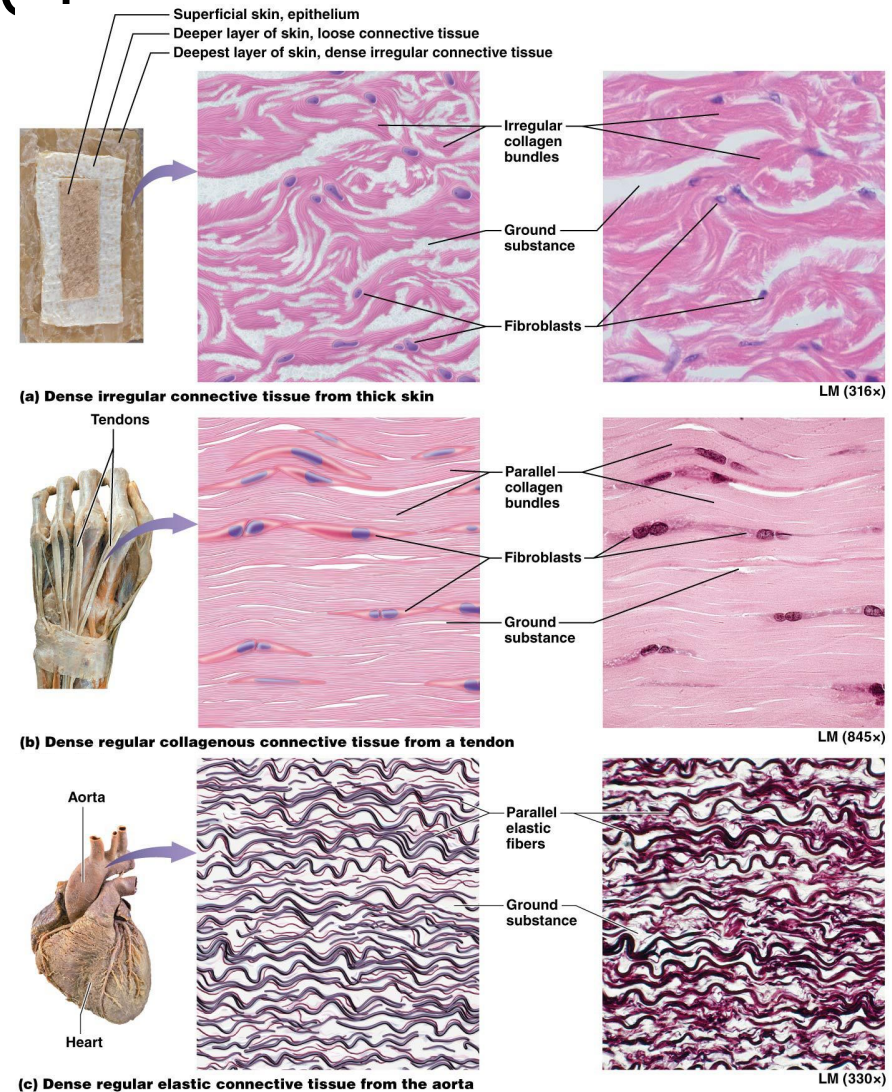 Superficial skin, epithelium
Deeper layer of skin, loose connective tissue
Deepest layer of skin, dense irregular connective tissue
Irregular
collagen
bundles
Ground
substance
Fibroblasts
LM (316×)
(a) Dense irregular connective tissue from thick skin
Tendons
Parallel
collagen
bundles
Fibroblasts
Ground
substance
LM (845×)
(b) Dense regular collagenous connective tissue from a tendon
Aorta
Parallel
elastic
fibers
Ground
substance
Heart
LM (330×)
(c) Dense regular elastic connective tissue from the aorta